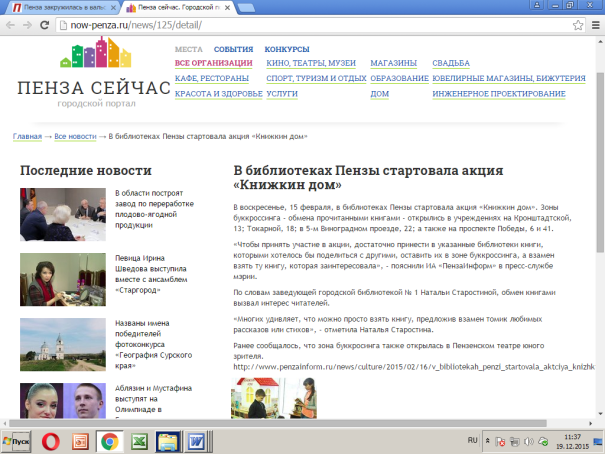 Пенза закружилась в валь
Пенза сейчас. Городской п
now-penza.ru/news/125/detail/
ПЕНЗА СЕЙЧАС
городской портал
МЕСТА СОБЫТИЯ КОНКУРСЫ
ВСЕ ОРГАНИЗАЦИИ КИНО, ТЕАТРЫ, МУЗЕИ МАГАЗИНЫ СВАДЬБА
КАФЕ, РЕСТОРАНЫ СПОРТ, ТУРИЗМ И ОТДЫХ ОБРАЗОВАНИЕ ЮВЕЛИРНЫЕ МАГАЗИНЫ, БИЖУТЕРИЯ
КРАСОТА И ЗДОРОВЬЕ УСЛУГИ ДОМ ИНЖЕНЕРНОЕ ПРОЕКТИРОВАНИЕ
Главная → Все новости → В библиотеках Пензы стартовала акция «Книжкин дом»
Последние новости
В области построят
завод по переработке
плодово-ягодной
продукции
Певица Ирина
Шведова выступила
вместе с ансамблем
«Старгород»
Названы имена
победителей
фотоконкурса
«География Сурского
края»
Аблязин и Мустафина
выступят на
Олимпиаде в
В библиотеках Пензы стартовала акция
«Книжкин дом»
В воскресенье, 15 февраля, в библиотеках Пензы стартовала акция «Книжкин дом». Зоны
буккроссинга - обмена прочитанными книгами - открылись в учреждениях на Кронштадтской,
13; Токарной, 18; в 5-м Виноградном проезде, 22; а также на проспекте Победы, 6 и 41.
«Чтобы принять участие в акции, достаточно принести в указанные библиотеки книги,
которыми хотелось бы поделиться с другими, оставить их в зоне буккроссинга, а взамен
взять ту книгу, которая заинтересовала», - пояснили ИА «ПензаИнформ» в пресс-службе
мэрии.
По словам заведующей городской библиотекой № 1 Натальи Старостиной, обмен книгами
вызвал интерес читателей.
«Многих удивляет, что можно просто взять книгу, предложив взамен томик любимых
рассказов или стихов», - отметила Наталья Старостина.
Ранее сообщалось, что зона буккросинга также открылась в Пензенском театре юного
зрителя.
http://www.penzainform.ru/news/culture/2015/02/16/v_bibliotekah_penzi_startovala_aktciya_knizhk
Пуск
RU
11:37
19.12.2015